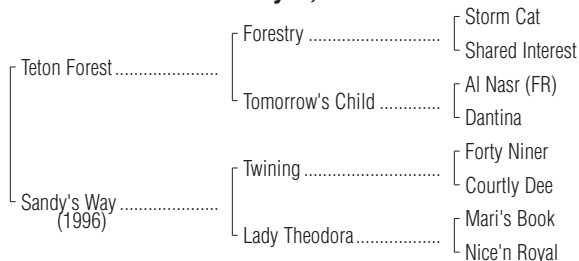 Storm Cat
Forestry ....................
Shared Interest
Teton Forest.....................
Al Nasr (FR)
Tomorrow's Child ............
Dantina
Forty Niner
Twining ...........................
Courtly Dee
Sandy's Way ....................
(1996)
Mari's Book
Lady Theodora.................
Nice'n Royal